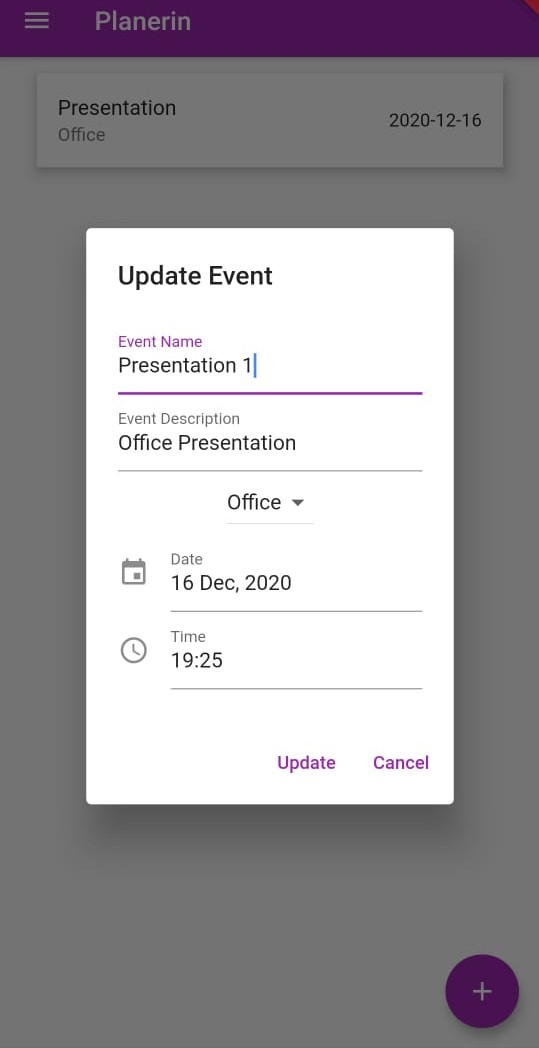 Planerin
Presentation
Office
2020-12-16
Update Event
Event Name
Presentation 1
Event Description
Office Presentation
Office
Date
16 Dec, 2020
Time
19:25
Update Cancel
+